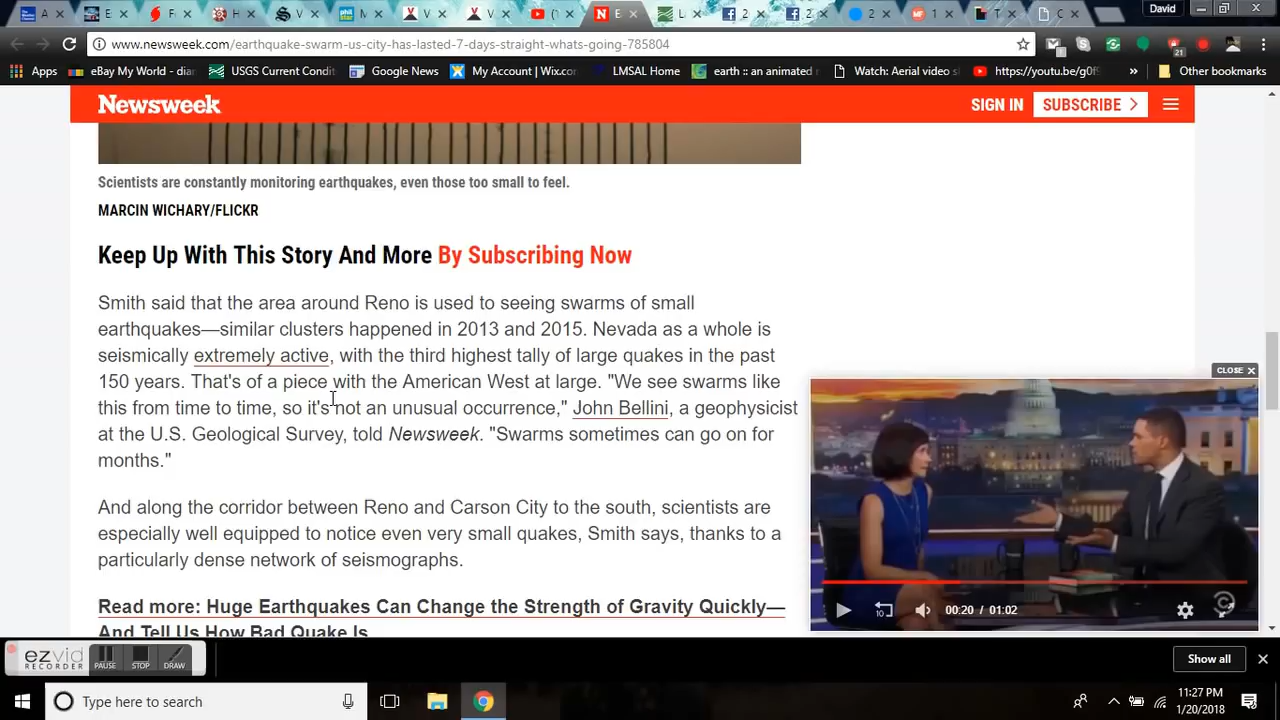 David
www.newsweek.com/earthquake-swarm-us-city-has-lasted-7-days-straight-whats-going-785804
1
21
Apps
eBay My World - dian
USGS Current Condit
Google News
My Account | Wix.co
LMSAL Home
earth :: an animated
Watch: Aerial video s
https://youtu.be/g0f
»
Other bookmarks
Newsweek
SIGN IN
SUBSCRIBE
Scientists are constantly monitoring earthquakes, even those too small to feel.
MARCIN WICHARY/FLICKR
Keep Up With This Story And More By Subscribing Now
Smith said that the area around Reno is used to seeing swarms of small
earthquakes—similar clusters happened in 2013 and 2015. Nevada as a whole is
seismically extremely active, with the third highest tally of large quakes in the past
150 years. That's of a piece with the American West at large. "We see swarms like
this from time to time, so it's not an unusual occurrence," John Bellini, a geophysicist
at the U.S. Geological Survey, told Newsweek. "Swarms sometimes can go on for
months."
And along the corridor between Reno and Carson City to the south, scientists are
especially well equipped to notice even very small quakes, Smith says, thanks to a
particularly dense network of seismographs.
Read more: Huge Earthquakes Can Change the Strength of Gravity Quickly—
And Tell Us How Bad Quake Is
CLOSE
10
00:20 / 01:02
ezvid
RECORDER
PAUSE
STOP
DRAW
Show all
Type here to search
11:27 PM
1/20/2018